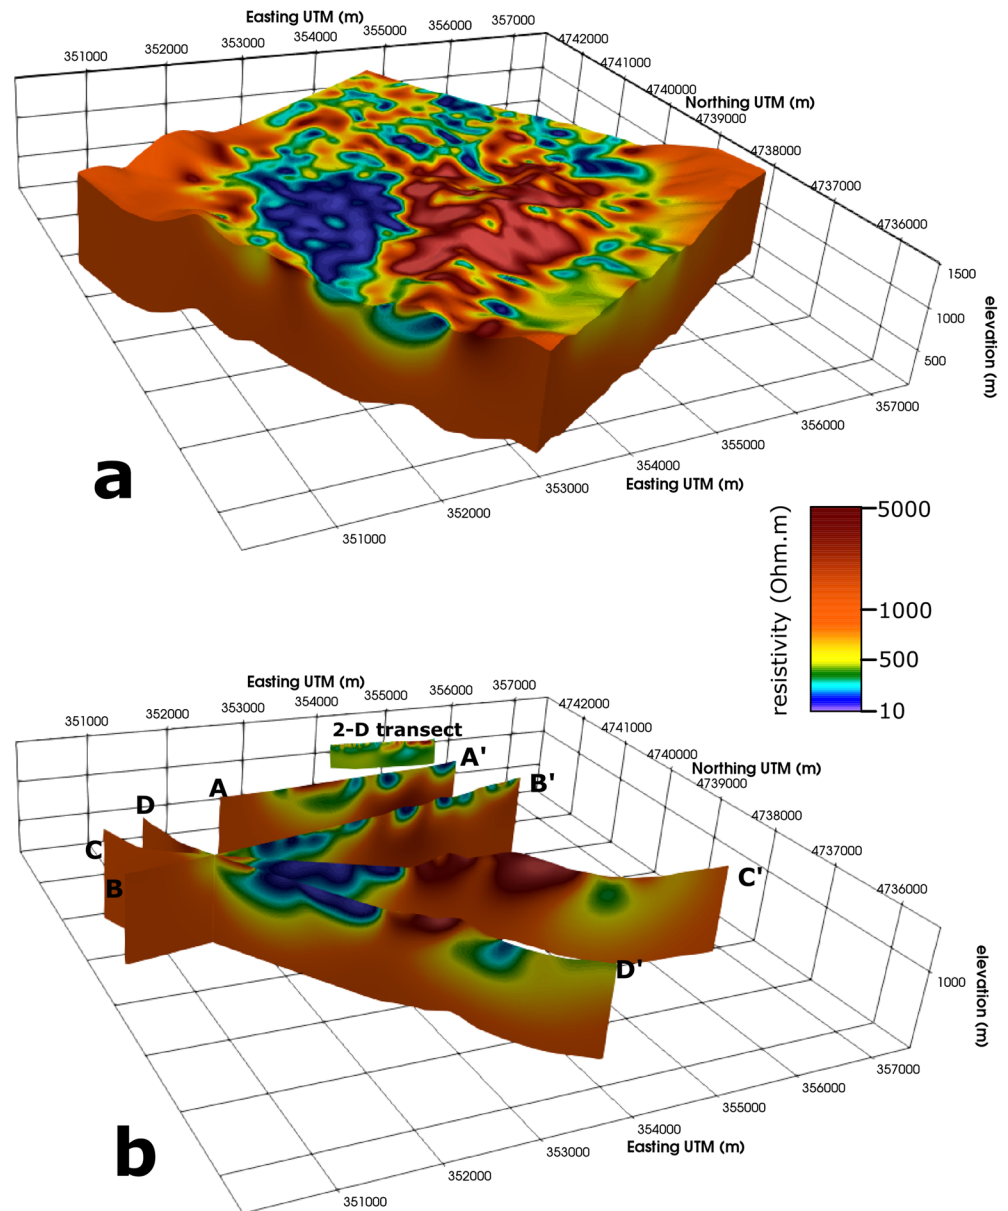 Easting UTM (m)
351000
352000
353000
354000
355000
356000
357000
4742000
4741000
4740000
Northing UTM (m)
4739000
4738000
4737000
4736000
1500
1000
500
elevation (m)
357000
356000
355000
354000
Easting UTM (m)
353000
352000
351000
a
resistivity (Ohm.m)
5000
1000
500
10
Easting UTM (m)
351000
352000
353000
354000
355000
356000
357000
4742000
4741000
4740000
Northing UTM (m)
4739000
4738000
4737000
4736000
2-D transect
A
A'
B'
D
C
B
C'
D'
1000
elevation (m)
357000
356000
355000
354000
Easting UTM (m)
353000
352000
351000
b